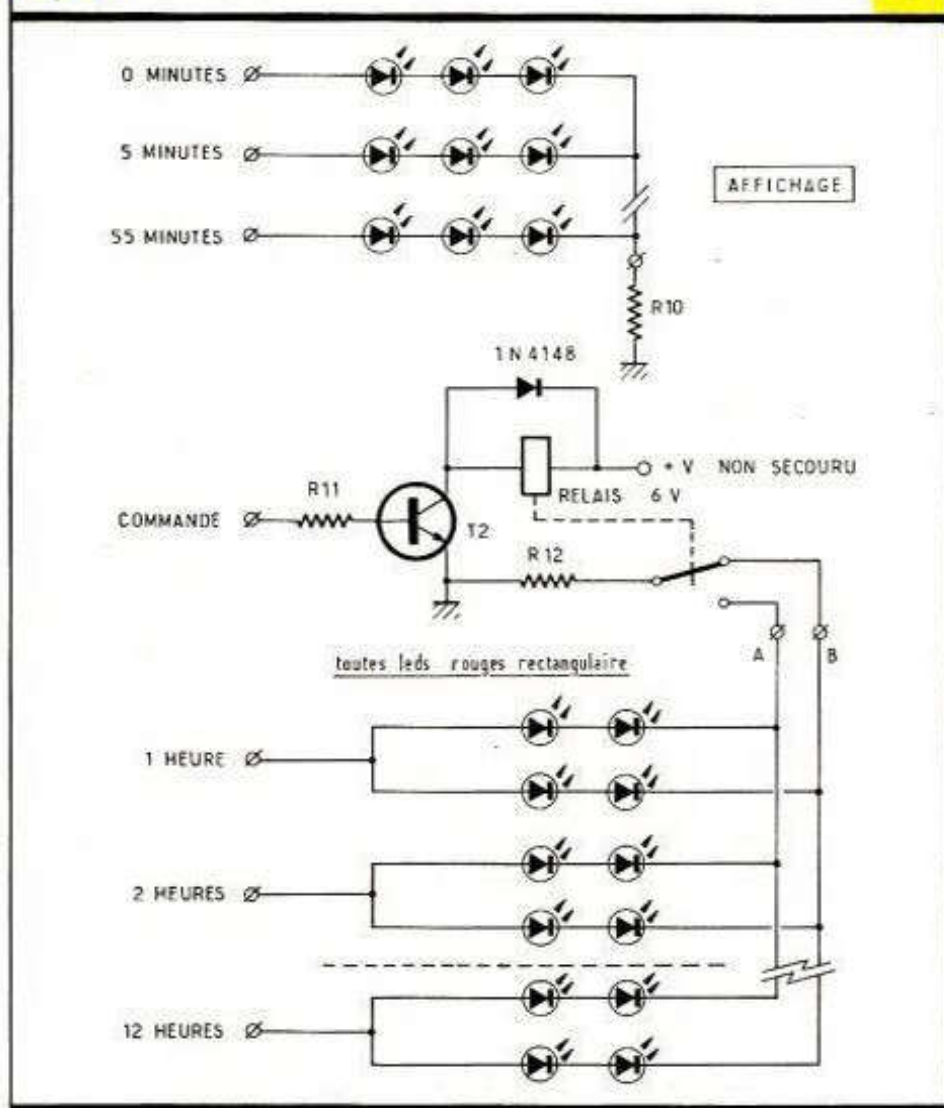 0 MINUTES
5 MINUTES
AFFICHAGE
55 MINUTES
R10
1N4148
+ V NON SECOURU
R11
RELAIS 6 V
COMMANDE
T2
R12
A B
toutes leds rouges rectangulaire
1 HEURE
2 HEURES
12 HEURES